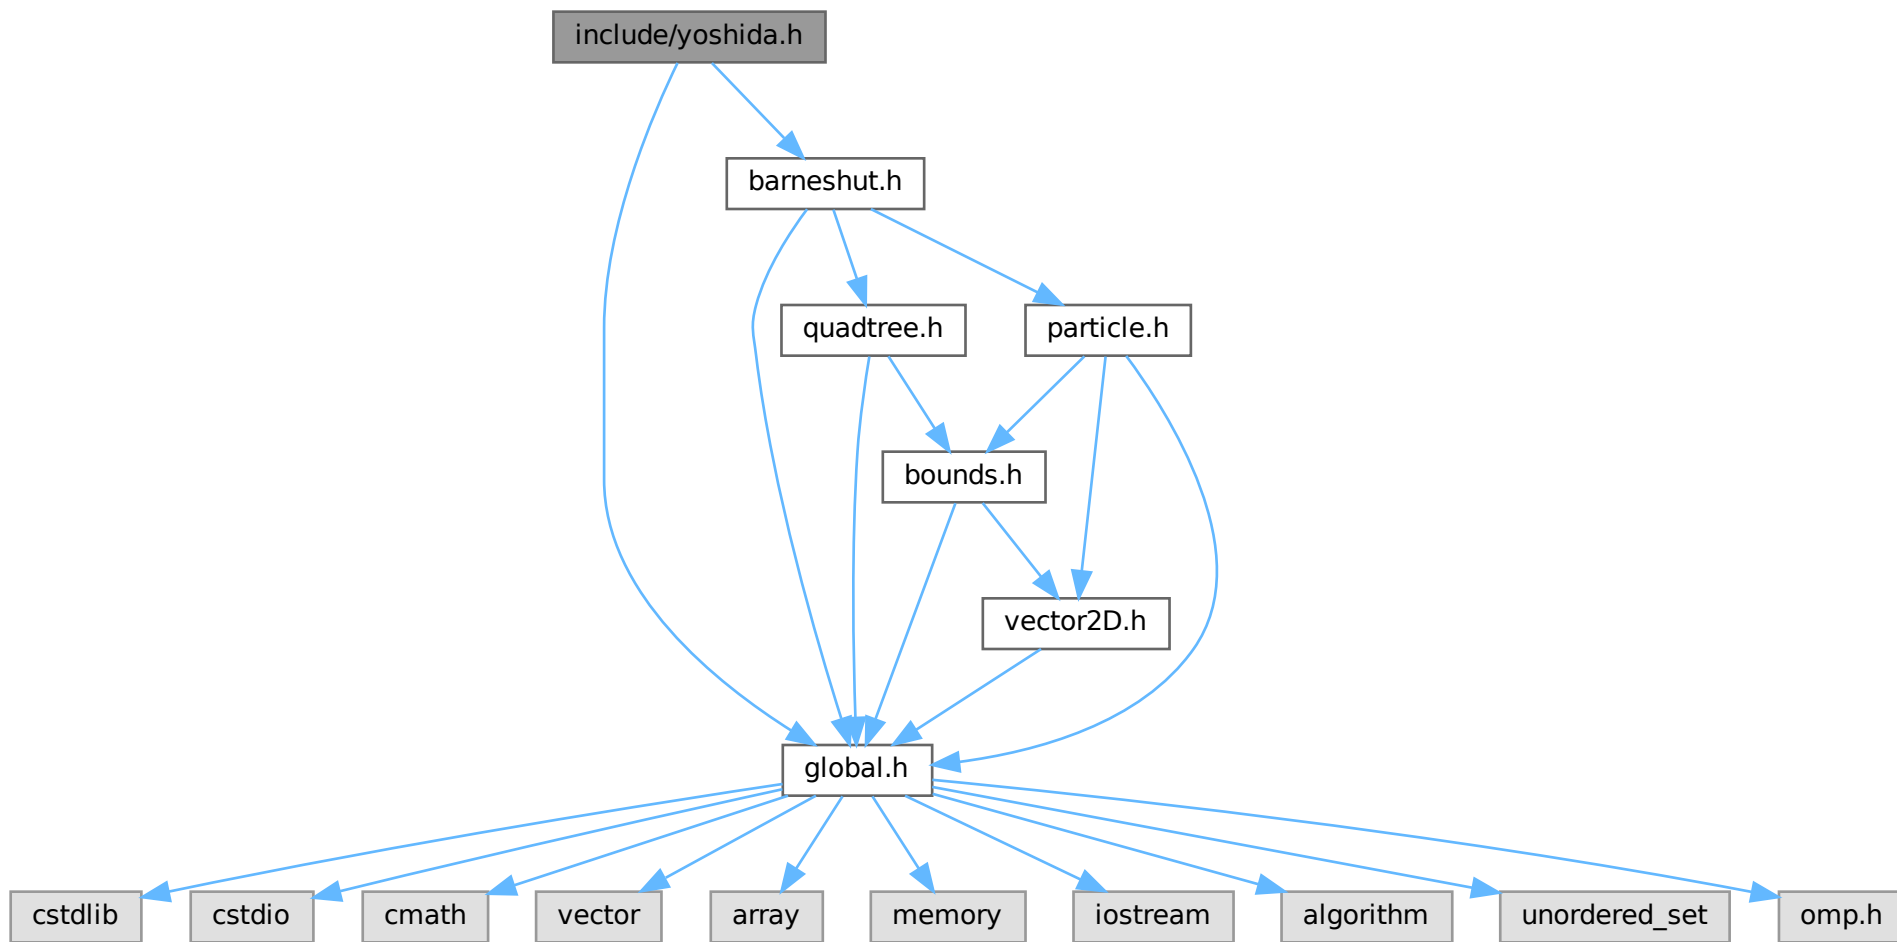 include/yoshida.h
barneshut.h
quadtree.h
particle.h
bounds.h
vector2D.h
global.h
cstdlib
cstdio
cmath
vector
array
memory
iostream
algorithm
unordered_set
omp.h